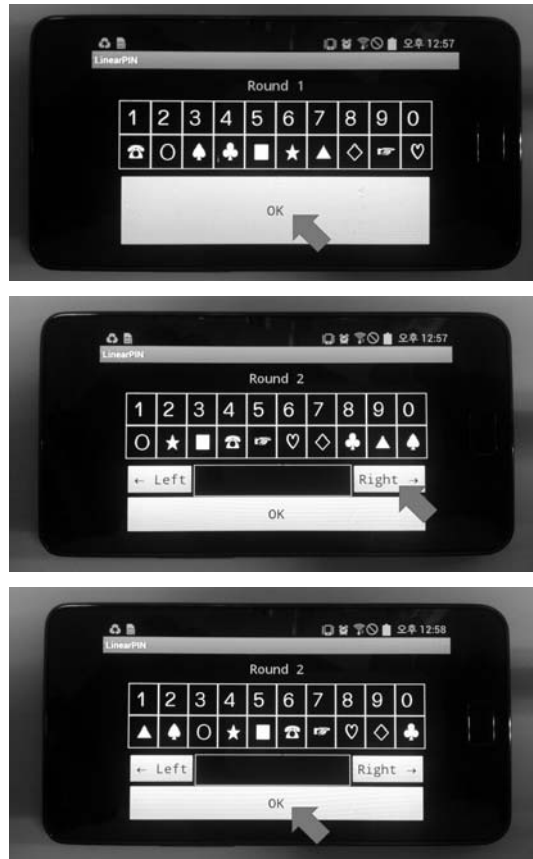 오후 12:57
LinearPIN
Round 1
1 2 3 4 5 6 7 8 9 0
☎ ○ ♠ ♣ ■ ★ ▲ ◇ ☞ ♡
OK
오후 12:57
LinearPIN
Round 2
1 2 3 4 5 6 7 8 9 0
○ ★ ■ ☎ ☞ ♡ ◇ ♣ ▲ ♠
← Left Right →
OK
오후 12:58
LinearPIN
Round 2
1 2 3 4 5 6 7 8 9 0
▲ ♠ ○ ★ ■ ☎ ☞ ♡ ◇ ♣
← Left Right →
OK